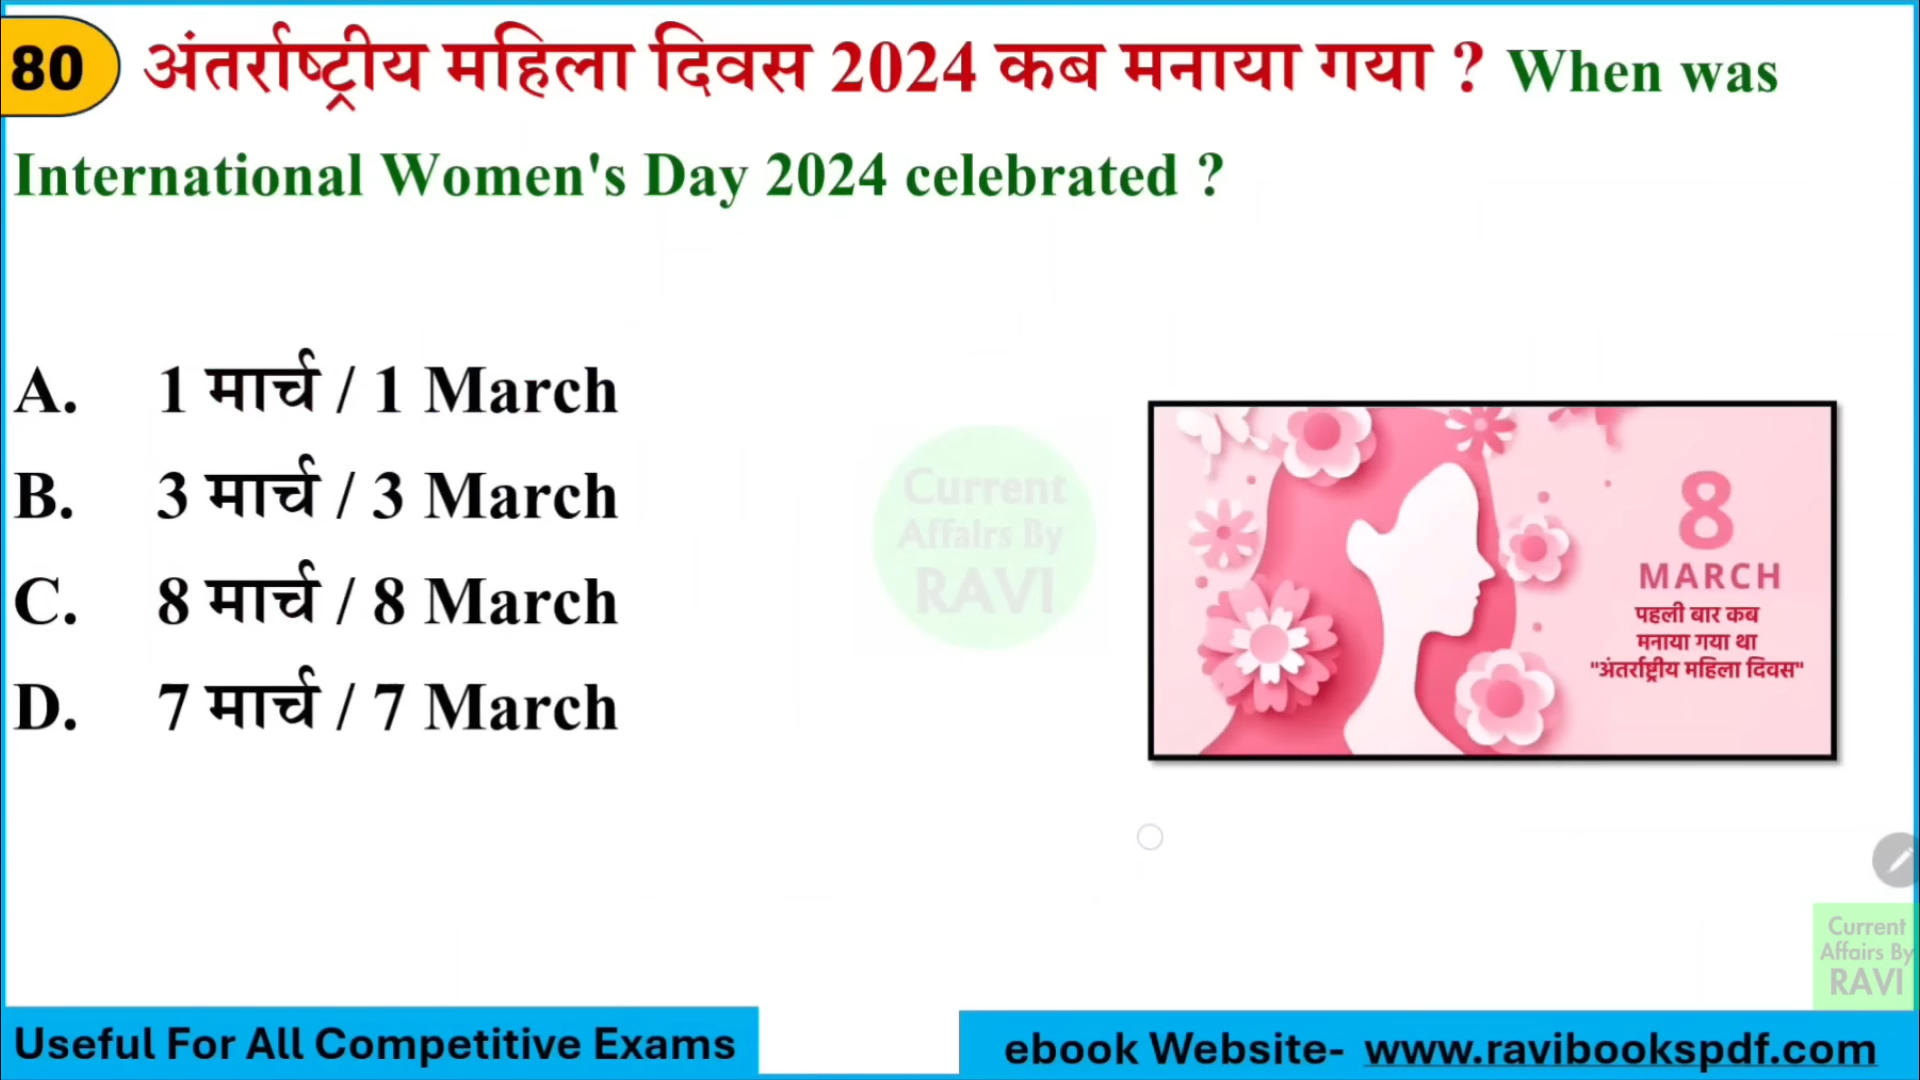 80 अंतर्राष्ट्रीय महिला दिवस 2024 कब मनाया गया ? When was
International Women's Day 2024 celebrated ?
A. 1 मार्च / 1 March
B. 3 मार्च / 3 March
C. 8 मार्च / 8 March
D. 7 मार्च / 7 March
Current
Affairs By
RAVI
8
MARCH
पहली बार कब
मनाया गया था
"अंतर्राष्ट्रीय महिला दिवस"
Current
Affairs By
RAVI
Useful For All Competitive Exams
ebook Website- www.ravibookspdf.com